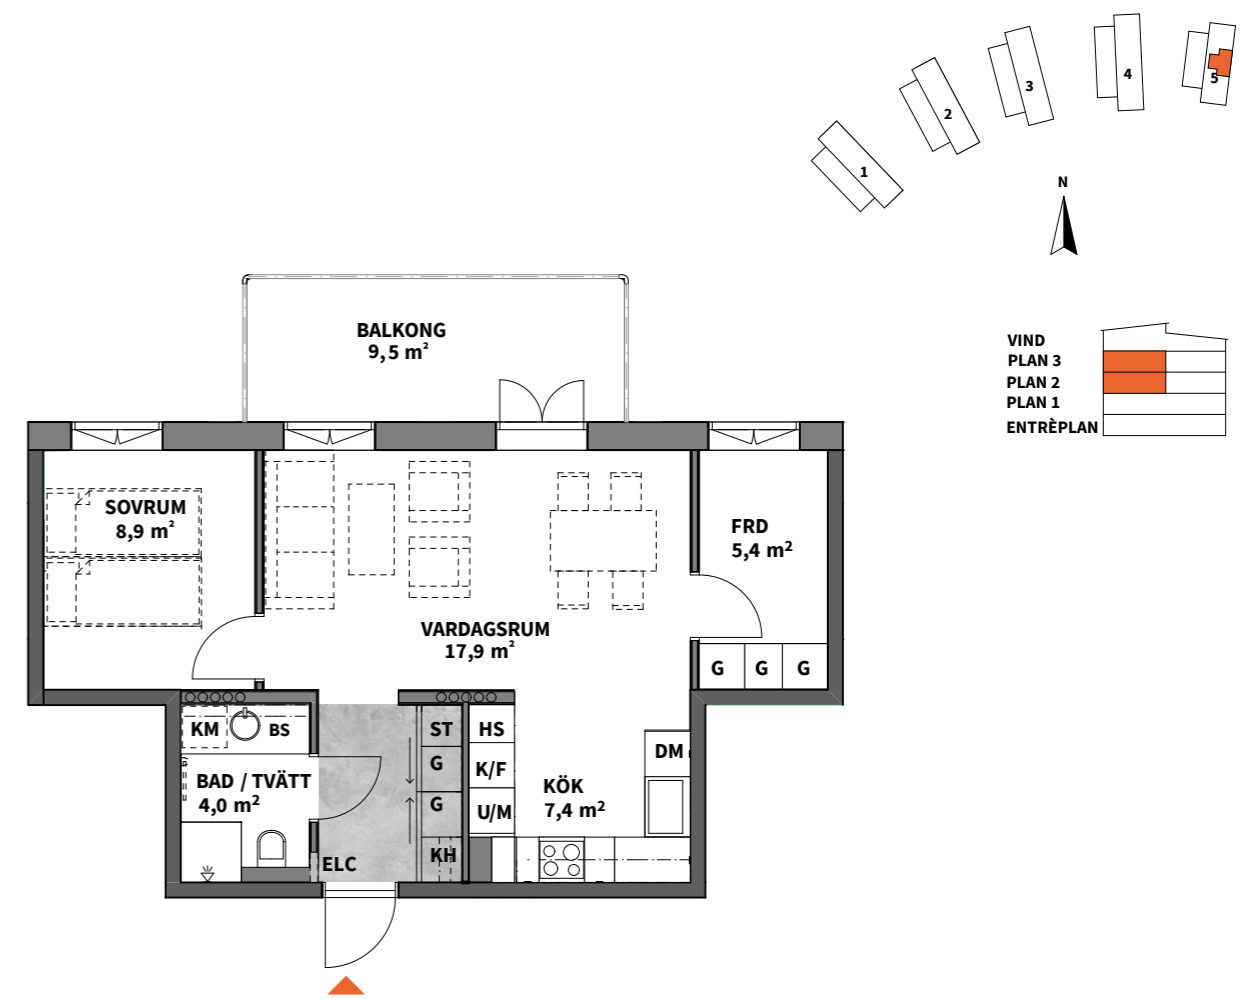 1
2
3
4
5
N
VIND
PLAN 3
PLAN 2
PLAN 1
ENTRÈPLAN
BALKONG
9,5 m²
SOVRUM
8,9 m²
FRD
5,4 m²
VARDAGSRUM
17,9 m²
G G G
KM BS
ST
HS
G
K/F
DM
BAD / TVÄTT
4,0 m²
KÖK
7,4 m²
G
U/M
ELC
KH